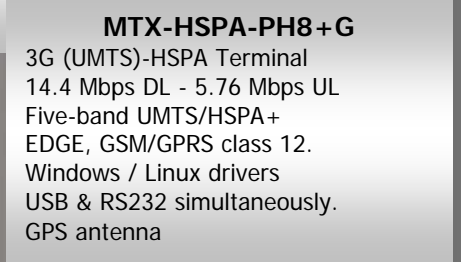 MTX-HSPA-PH8+G
3G (UMTS)-HSPA Terminal
14.4 Mbps DL - 5.76 Mbps UL
Five-band UMTS/HSPA+
EDGE, GSM/GPRS class 12.
Windows / Linux drivers
USB & RS232 simultaneously.
GPS antenna